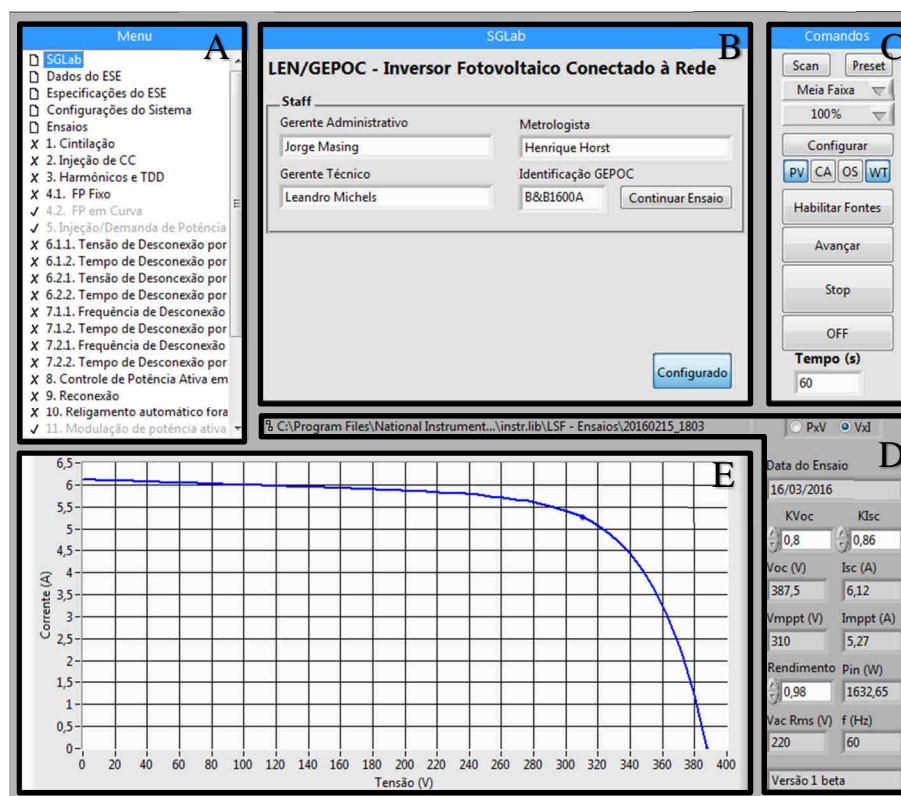 Menu
A
SGLab
Dados do ESE
Especificações do ESE
Configurações do Sistema
Ensaios
X 1. Cintilação
X 2. Injeção de CC
X 3. Harmônicos e TDD
X 4.1. FP Fixo
✓ 4.2. FP em Curva
✓ 5. Injeção/Demanda de Potência
X 6.1.1. Tensão de Desconexão por
X 6.1.2. Tempo de Desconexão por
X 6.2.1. Tensão de Desoncexão por
X 6.2.2. Tempo de Desconexão por
X 7.1.1. Frequência de Desconexão
X 7.1.2. Tempo de Desconexão por
X 7.2.1. Frequência de Desconexão
X 7.2.2. Tempo de Desconexão por
X 8. Controle de Potência Ativa em
X 9. Reconexão
X 10. Religamento automático fora
✓ 11. Modulação de potência ativa
SGLab
B
LEN/GEPOC - Inversor Fotovoltaico Conectado à Rede
Staff
Gerente Administrativo
Metrologista
Jorge Masing
Henrique Horst
Gerente Técnico
Identificação GEPOC
Leandro Michels
B&B1600A
Continuar Ensaio
Configurado
Comandos
C
Scan
Preset
Meia Faixa
100%
Configurar
PV CA OS WT
Habilitar Fontes
Avançar
Stop
OFF
Tempo (s)
60
C:\Program Files\National Instrument...\instr.lib\LSF - Ensaios\20160215_1803
PxV VxI
D
Data do Ensaio
16/03/2016
KVoc KIsc
0,8 0,86
Voc (V) Isc (A)
387,5 6,12
Vmppt (V) Imppt (A)
310 5,27
Rendimento Pin (W)
0,98 1632,65
Vac Rms (V) f (Hz)
220 60
Versão 1 beta
E
6,5
6
5,5
5
4,5
4
3,5
3
2,5
2
1,5
1
0,5
0
Corrente (A)
0 20 40 60 80 100 120 140 160 180 200 220 240 260 280 300 320 340 360 380 400
Tensão (V)